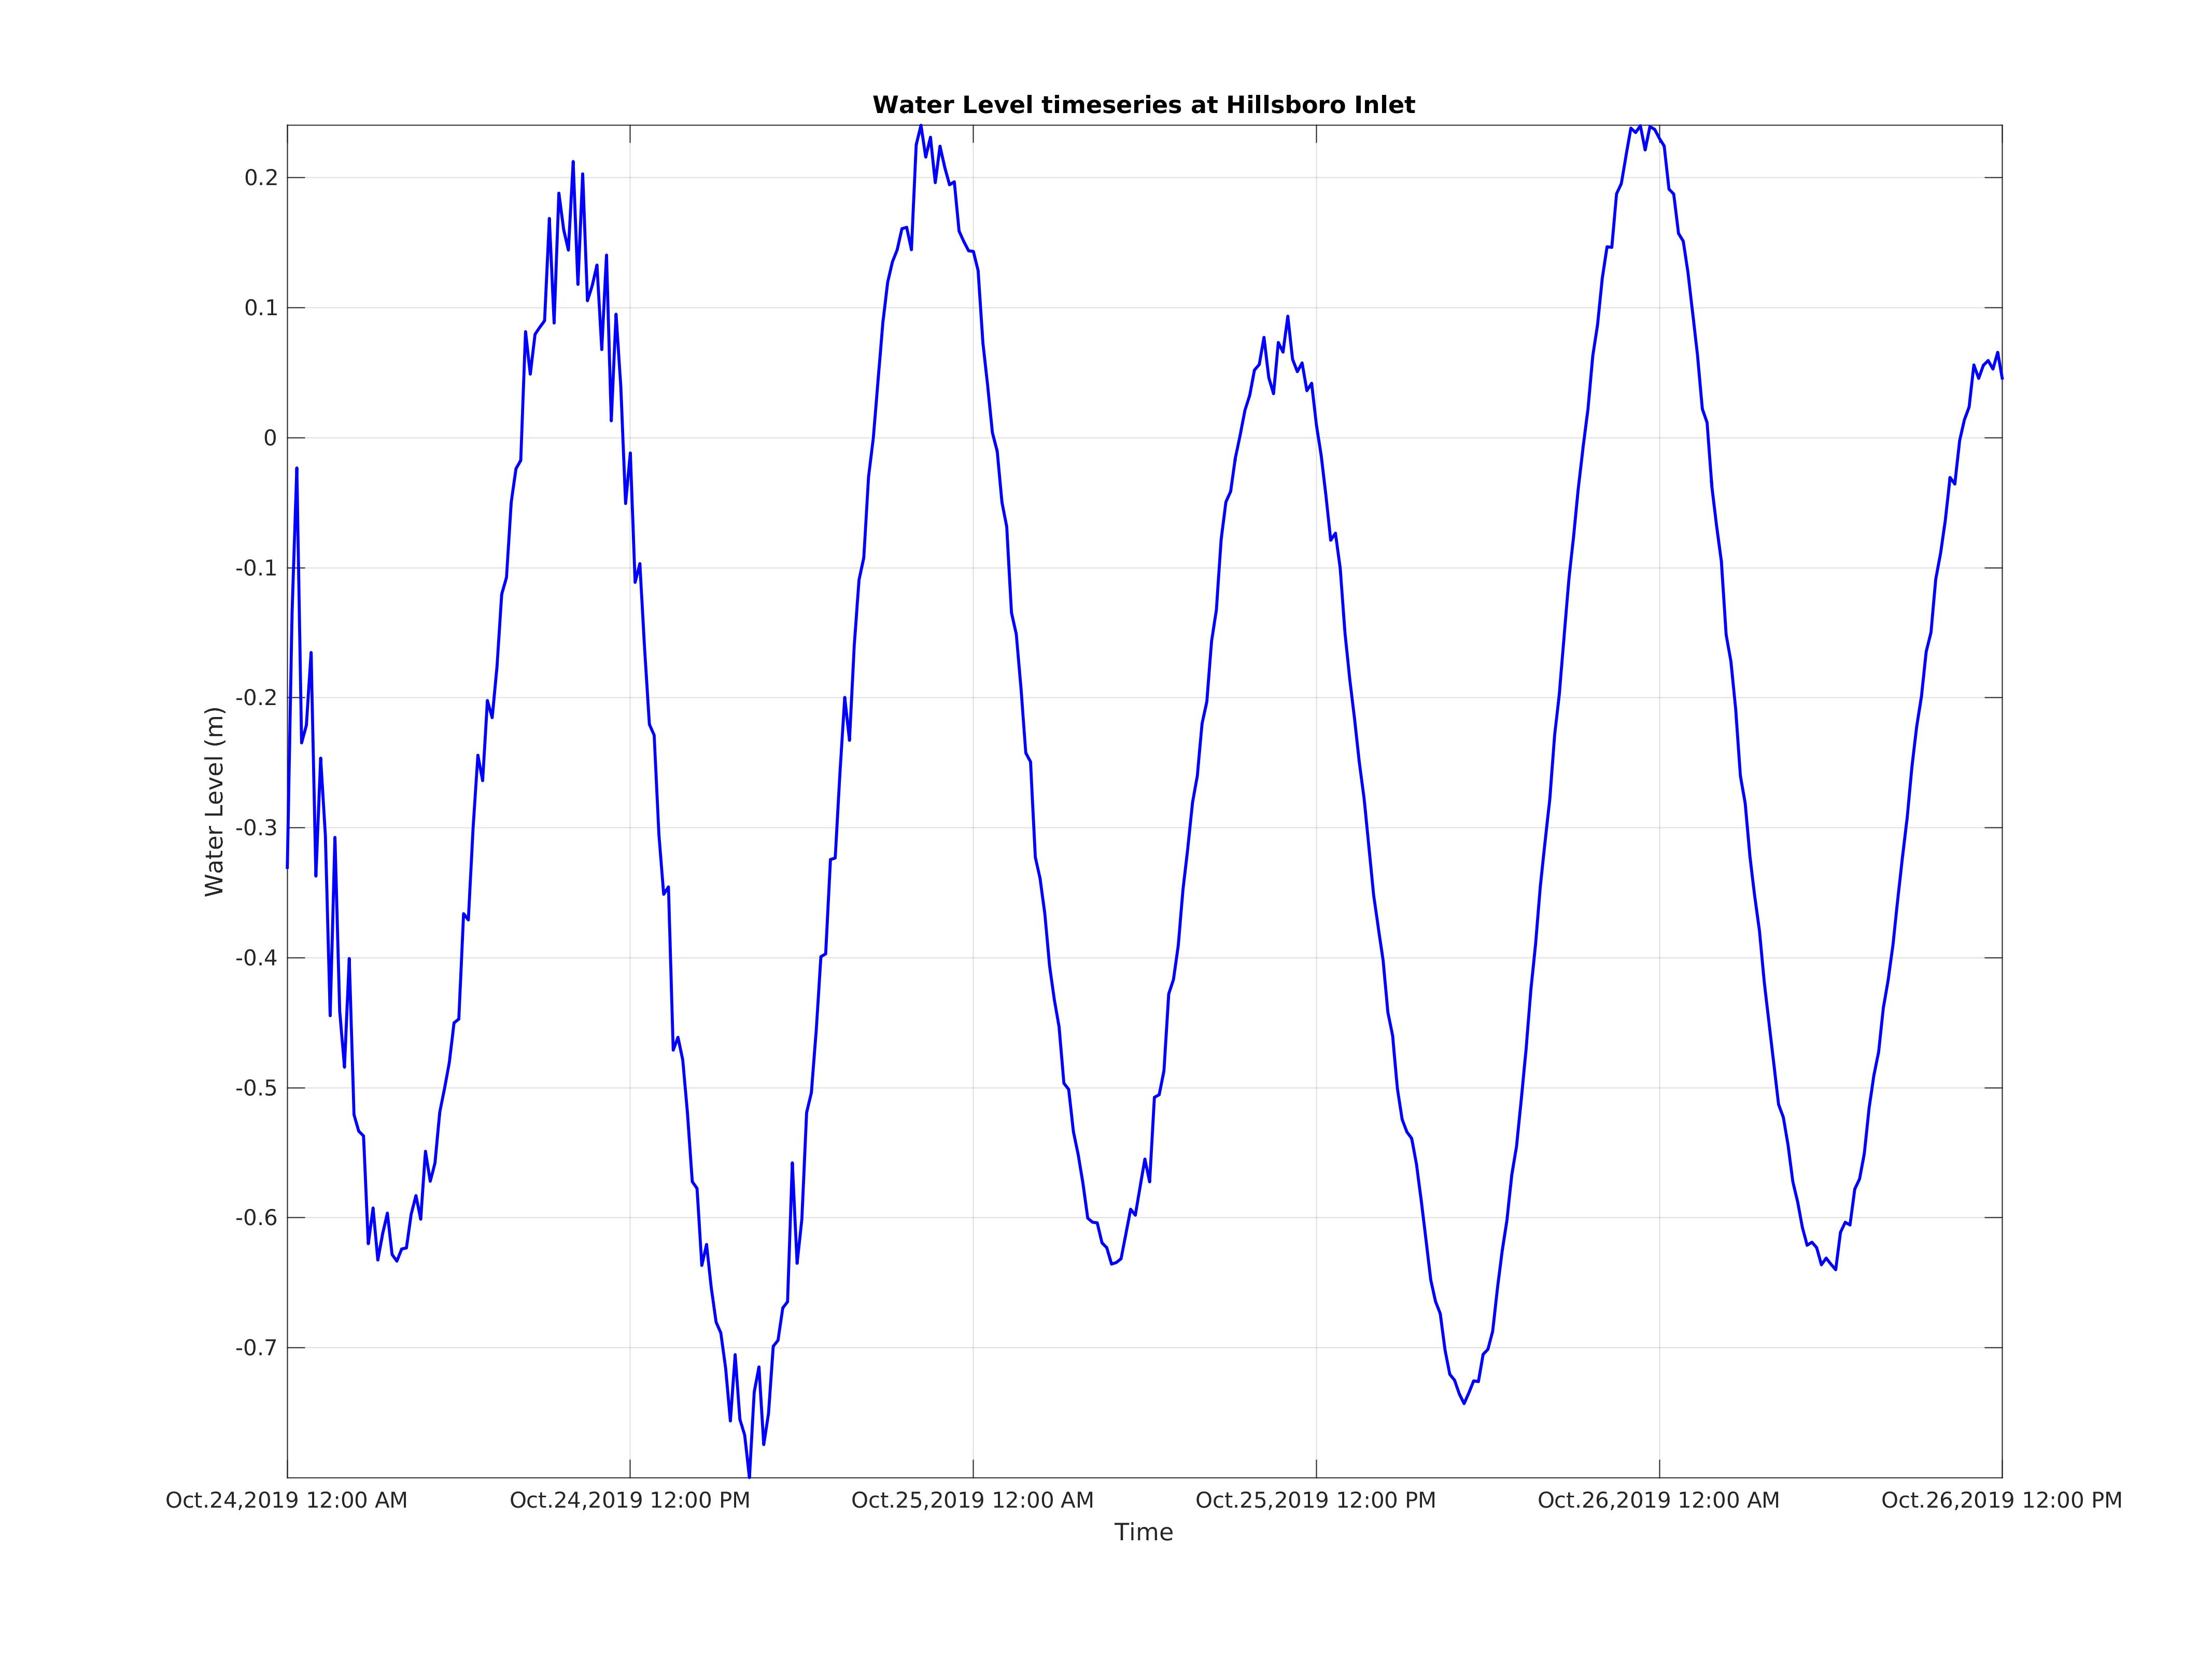 Water Level timeseries at Hillsboro Inlet
0.2
0.1
0
-0.1
-0.2
-0.3
-0.4
-0.5
-0.6
-0.7
Water Level (m)
Oct.24,2019 12:00 AM
Oct.24,2019 12:00 PM
Oct.25,2019 12:00 AM
Oct.25,2019 12:00 PM
Oct.26,2019 12:00 AM
Oct.26,2019 12:00 PM
Time